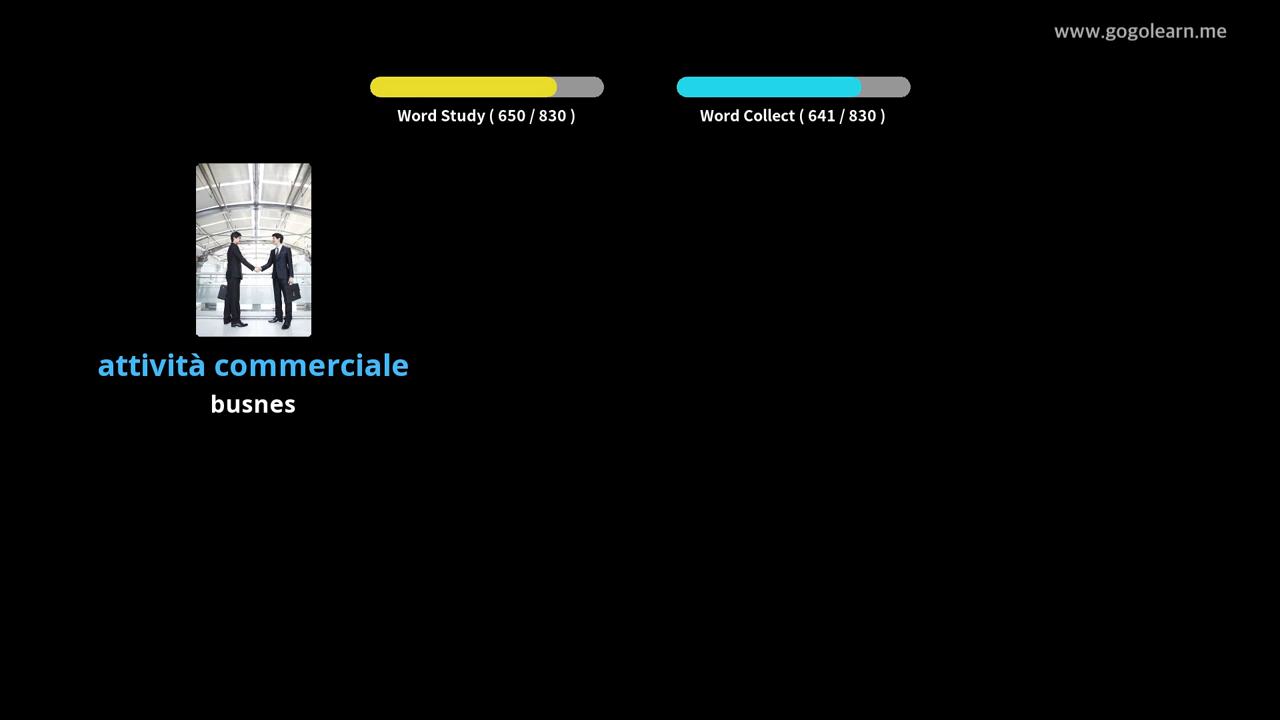 www.gogolearn.me
Word Study ( 650 / 830 )
Word Collect ( 641 / 830 )
attività commerciale
busnes